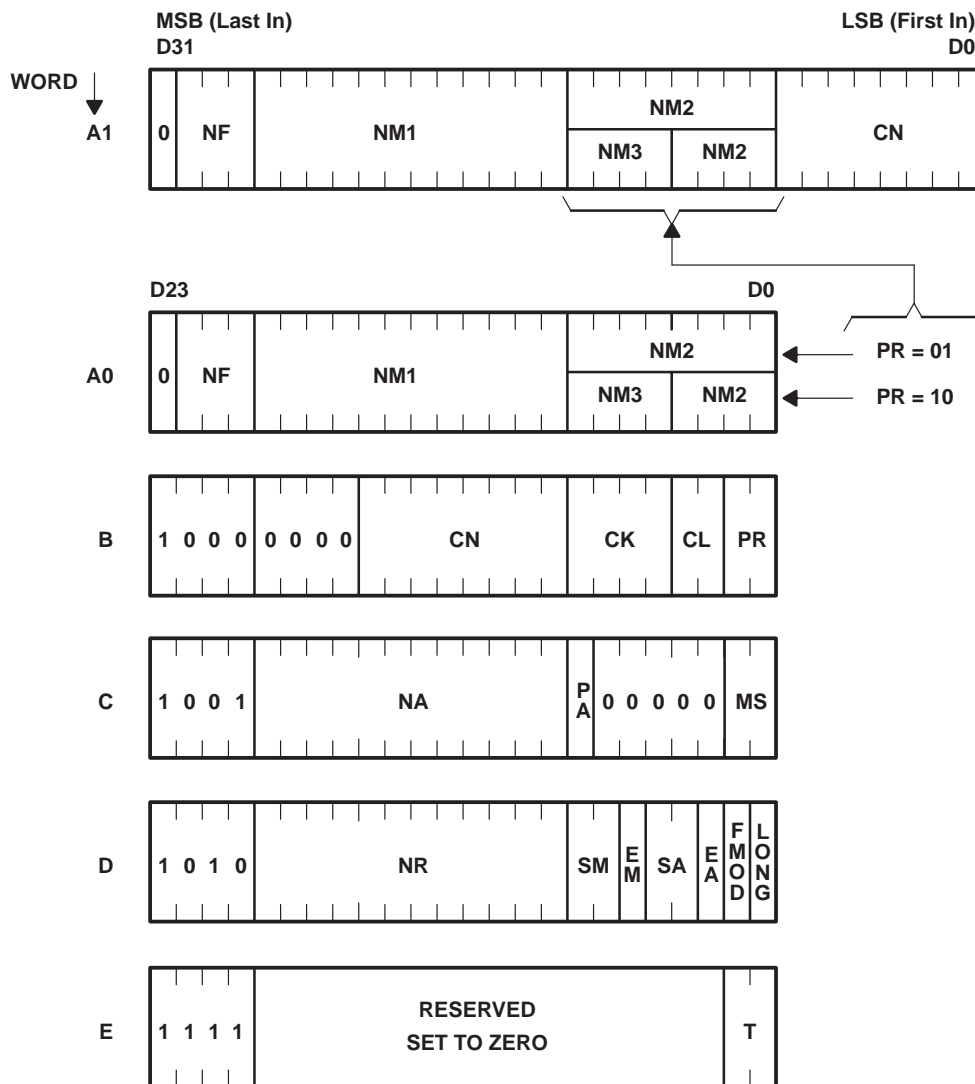 MSB (Last In) LSB (First In)
D31 D0
WORD
A1 0 NF NM1 NM2 CN
NM3 NM2
D23 D0
A0 0 NF NM1 NM2 PR = 01
NM3 NM2 PR = 10
B 1 0 0 0 0 0 0 0 CN CK CL PR
C 1 0 0 1 NA PA 0 0 0 0 0 MS
D 1 0 1 0 NR SM EM SA EA FMOD LONG
E 1 1 1 1 RESERVED T
SET TO ZERO